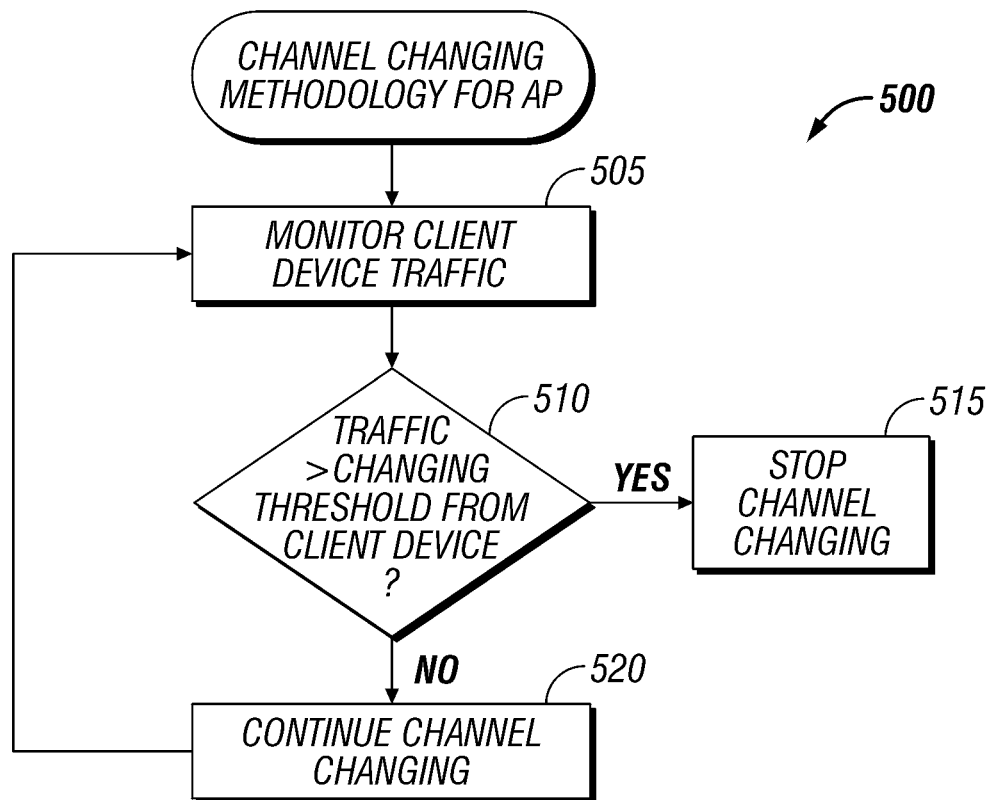 CHANNEL CHANGING
METHODOLOGY FOR AP
500
505
MONITOR CLIENT
DEVICE TRAFFIC
510
TRAFFIC
> CHANGING
THRESHOLD FROM
CLIENT DEVICE
?
YES
515
STOP
CHANNEL
CHANGING
NO
520
CONTINUE CHANNEL
CHANGING